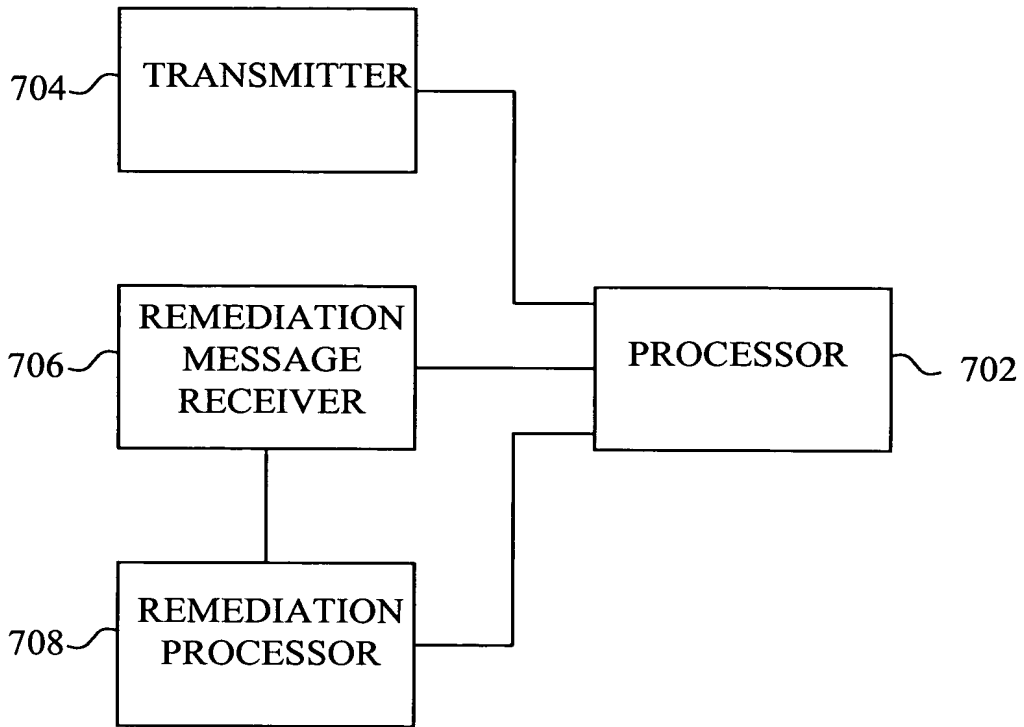 704
TRANSMITTER
REMEDIATION
MESSAGE
RECEIVER
706
PROCESSOR
702
REMEDIATION
PROCESSOR
708